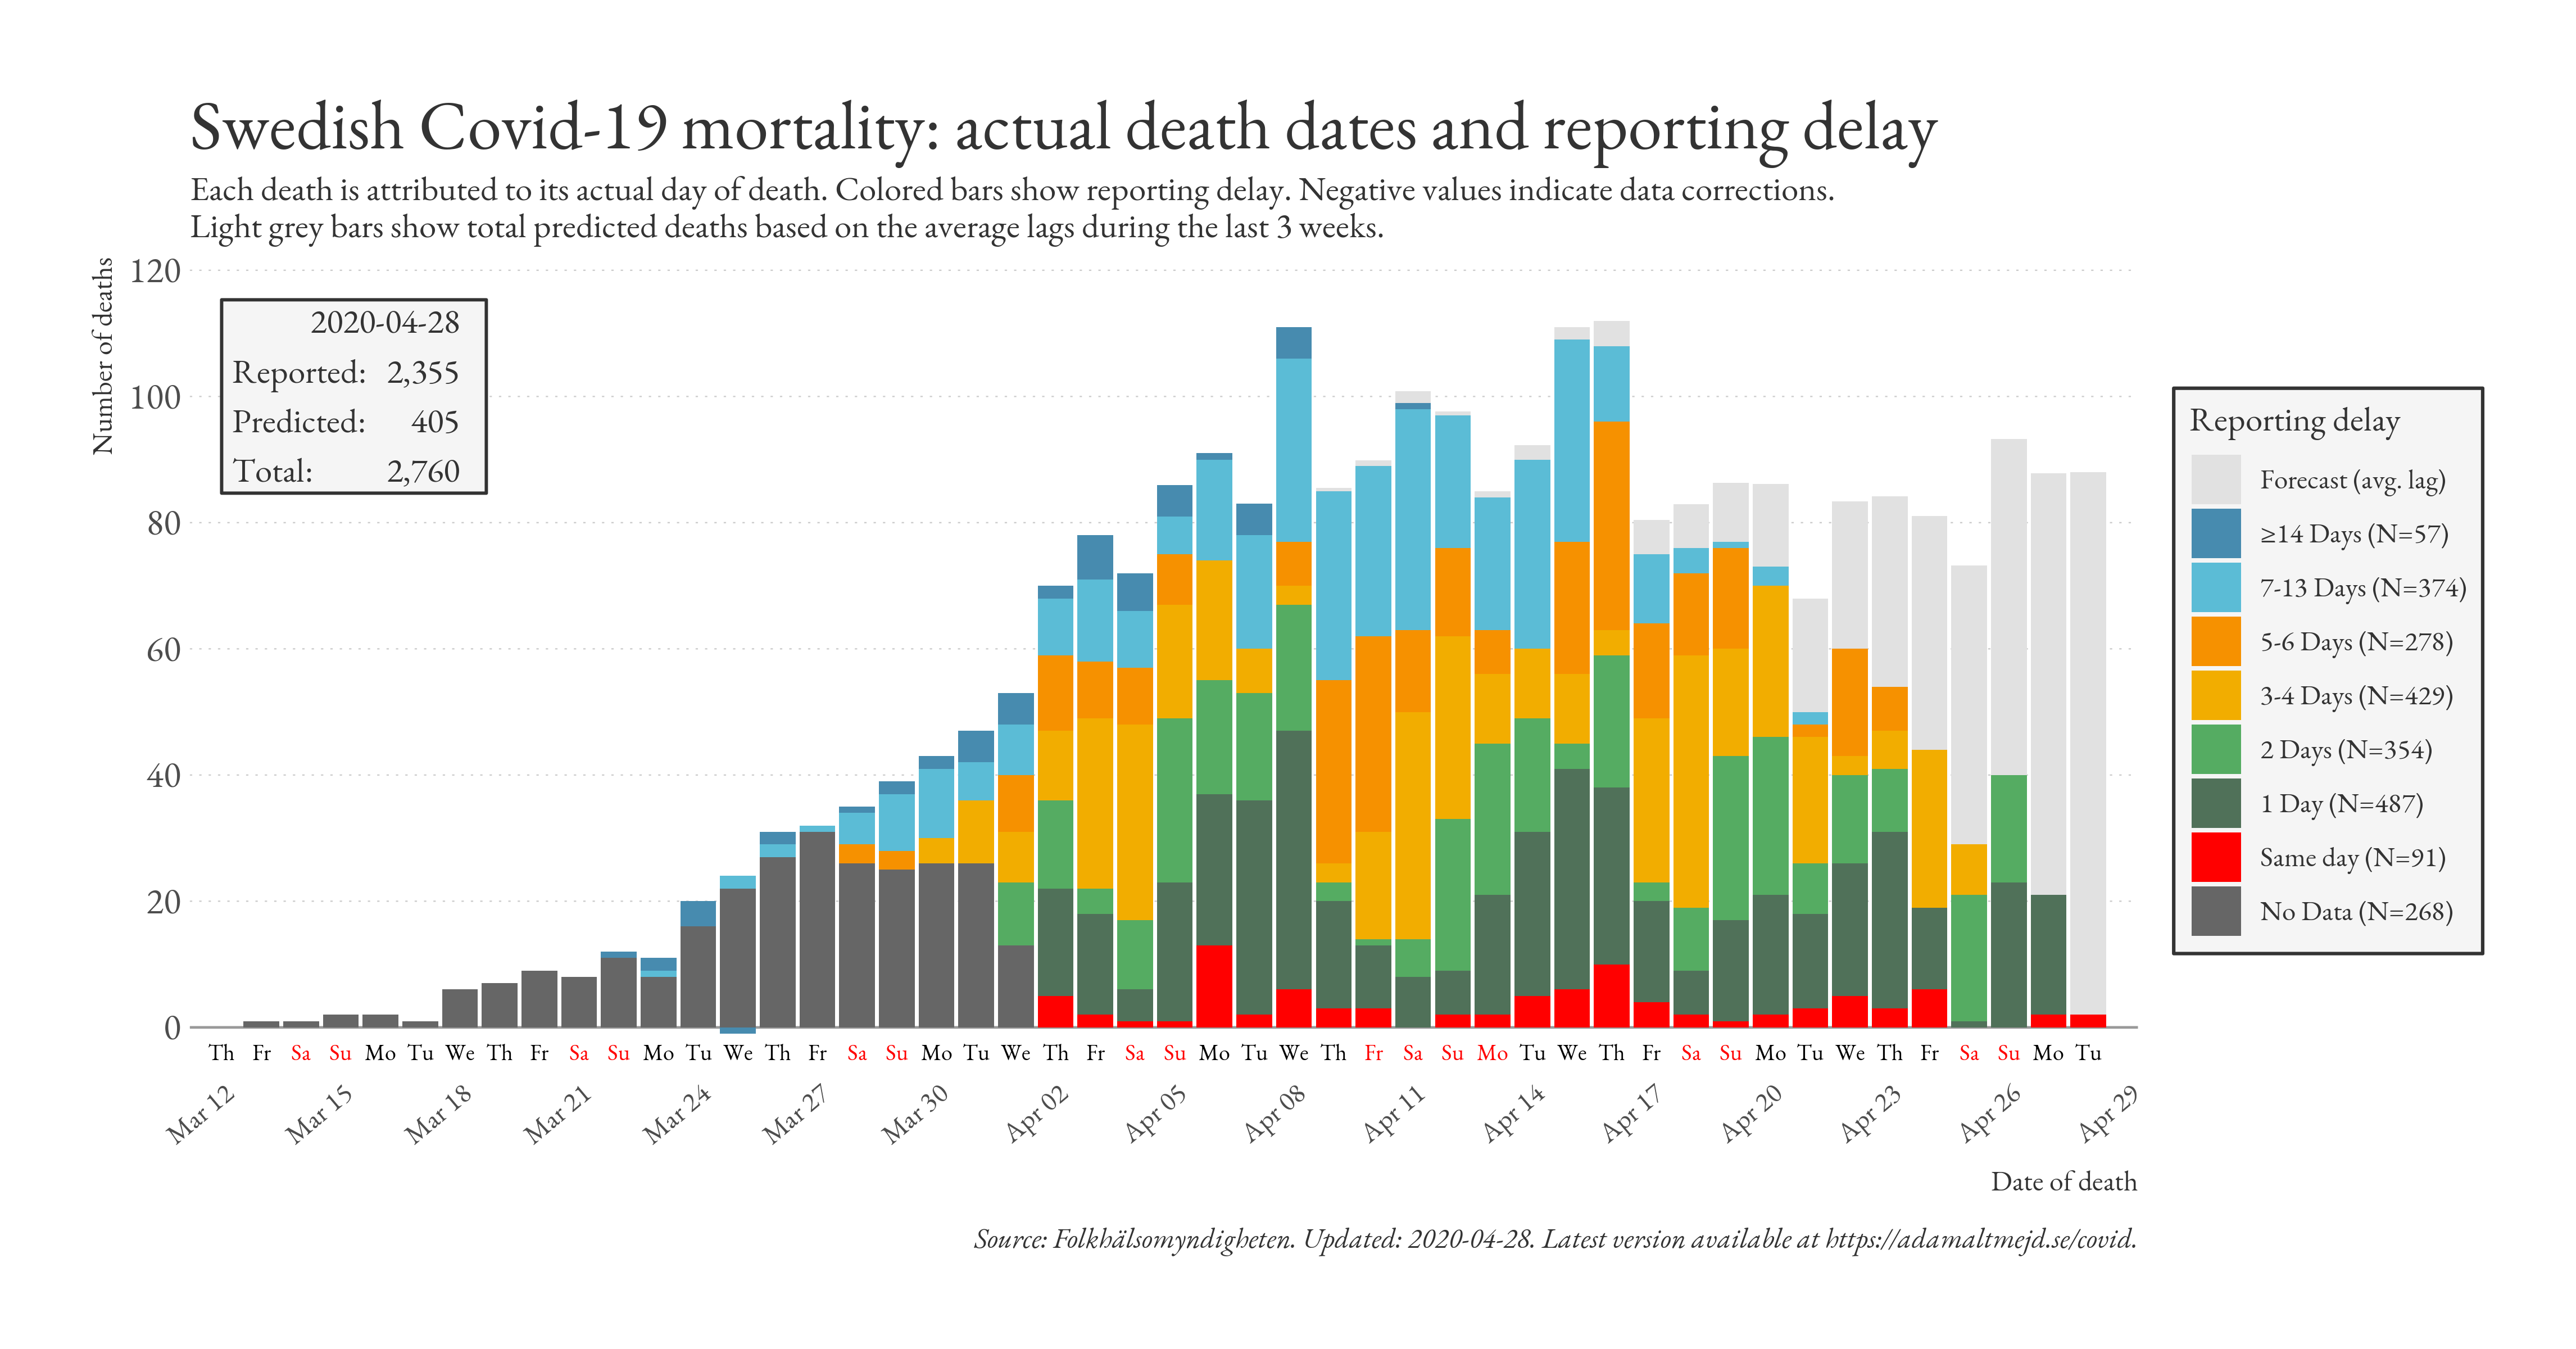 Swedish Covid-19 mortality: actual death dates and reporting delay
Each death is attributed to its actual day of death. Colored bars show reporting delay. Negative values indicate data corrections.
Light grey bars show total predicted deaths based on the average lags during the last 3 weeks.
Number of deaths
120
100
80
60
40
20
0
2020-04-28
Reported: 2,355
Predicted: 405
Total: 2,760
Reporting delay
Forecast (avg. lag)
≥14 Days (N=57)
7-13 Days (N=374)
5-6 Days (N=278)
3-4 Days (N=429)
2 Days (N=354)
1 Day (N=487)
Same day (N=91)
No Data (N=268)
Th Fr Sa Su Mo Tu We Th Fr Sa Su Mo Tu We Th Fr Sa Su Mo Tu We Th Fr Sa Su Mo Tu We Th Fr Sa Su Mo Tu We Th Fr Sa Su Mo Tu We Th Fr Sa Su Mo Tu
Mar 12 Mar 15 Mar 18 Mar 21 Mar 24 Mar 27 Mar 30 Apr 02 Apr 05 Apr 08 Apr 11 Apr 14 Apr 17 Apr 20 Apr 23 Apr 26 Apr 29
Date of death
Source: Folkhälsomyndigheten. Updated: 2020-04-28. Latest version available at https://adamaltmejd.se/covid.